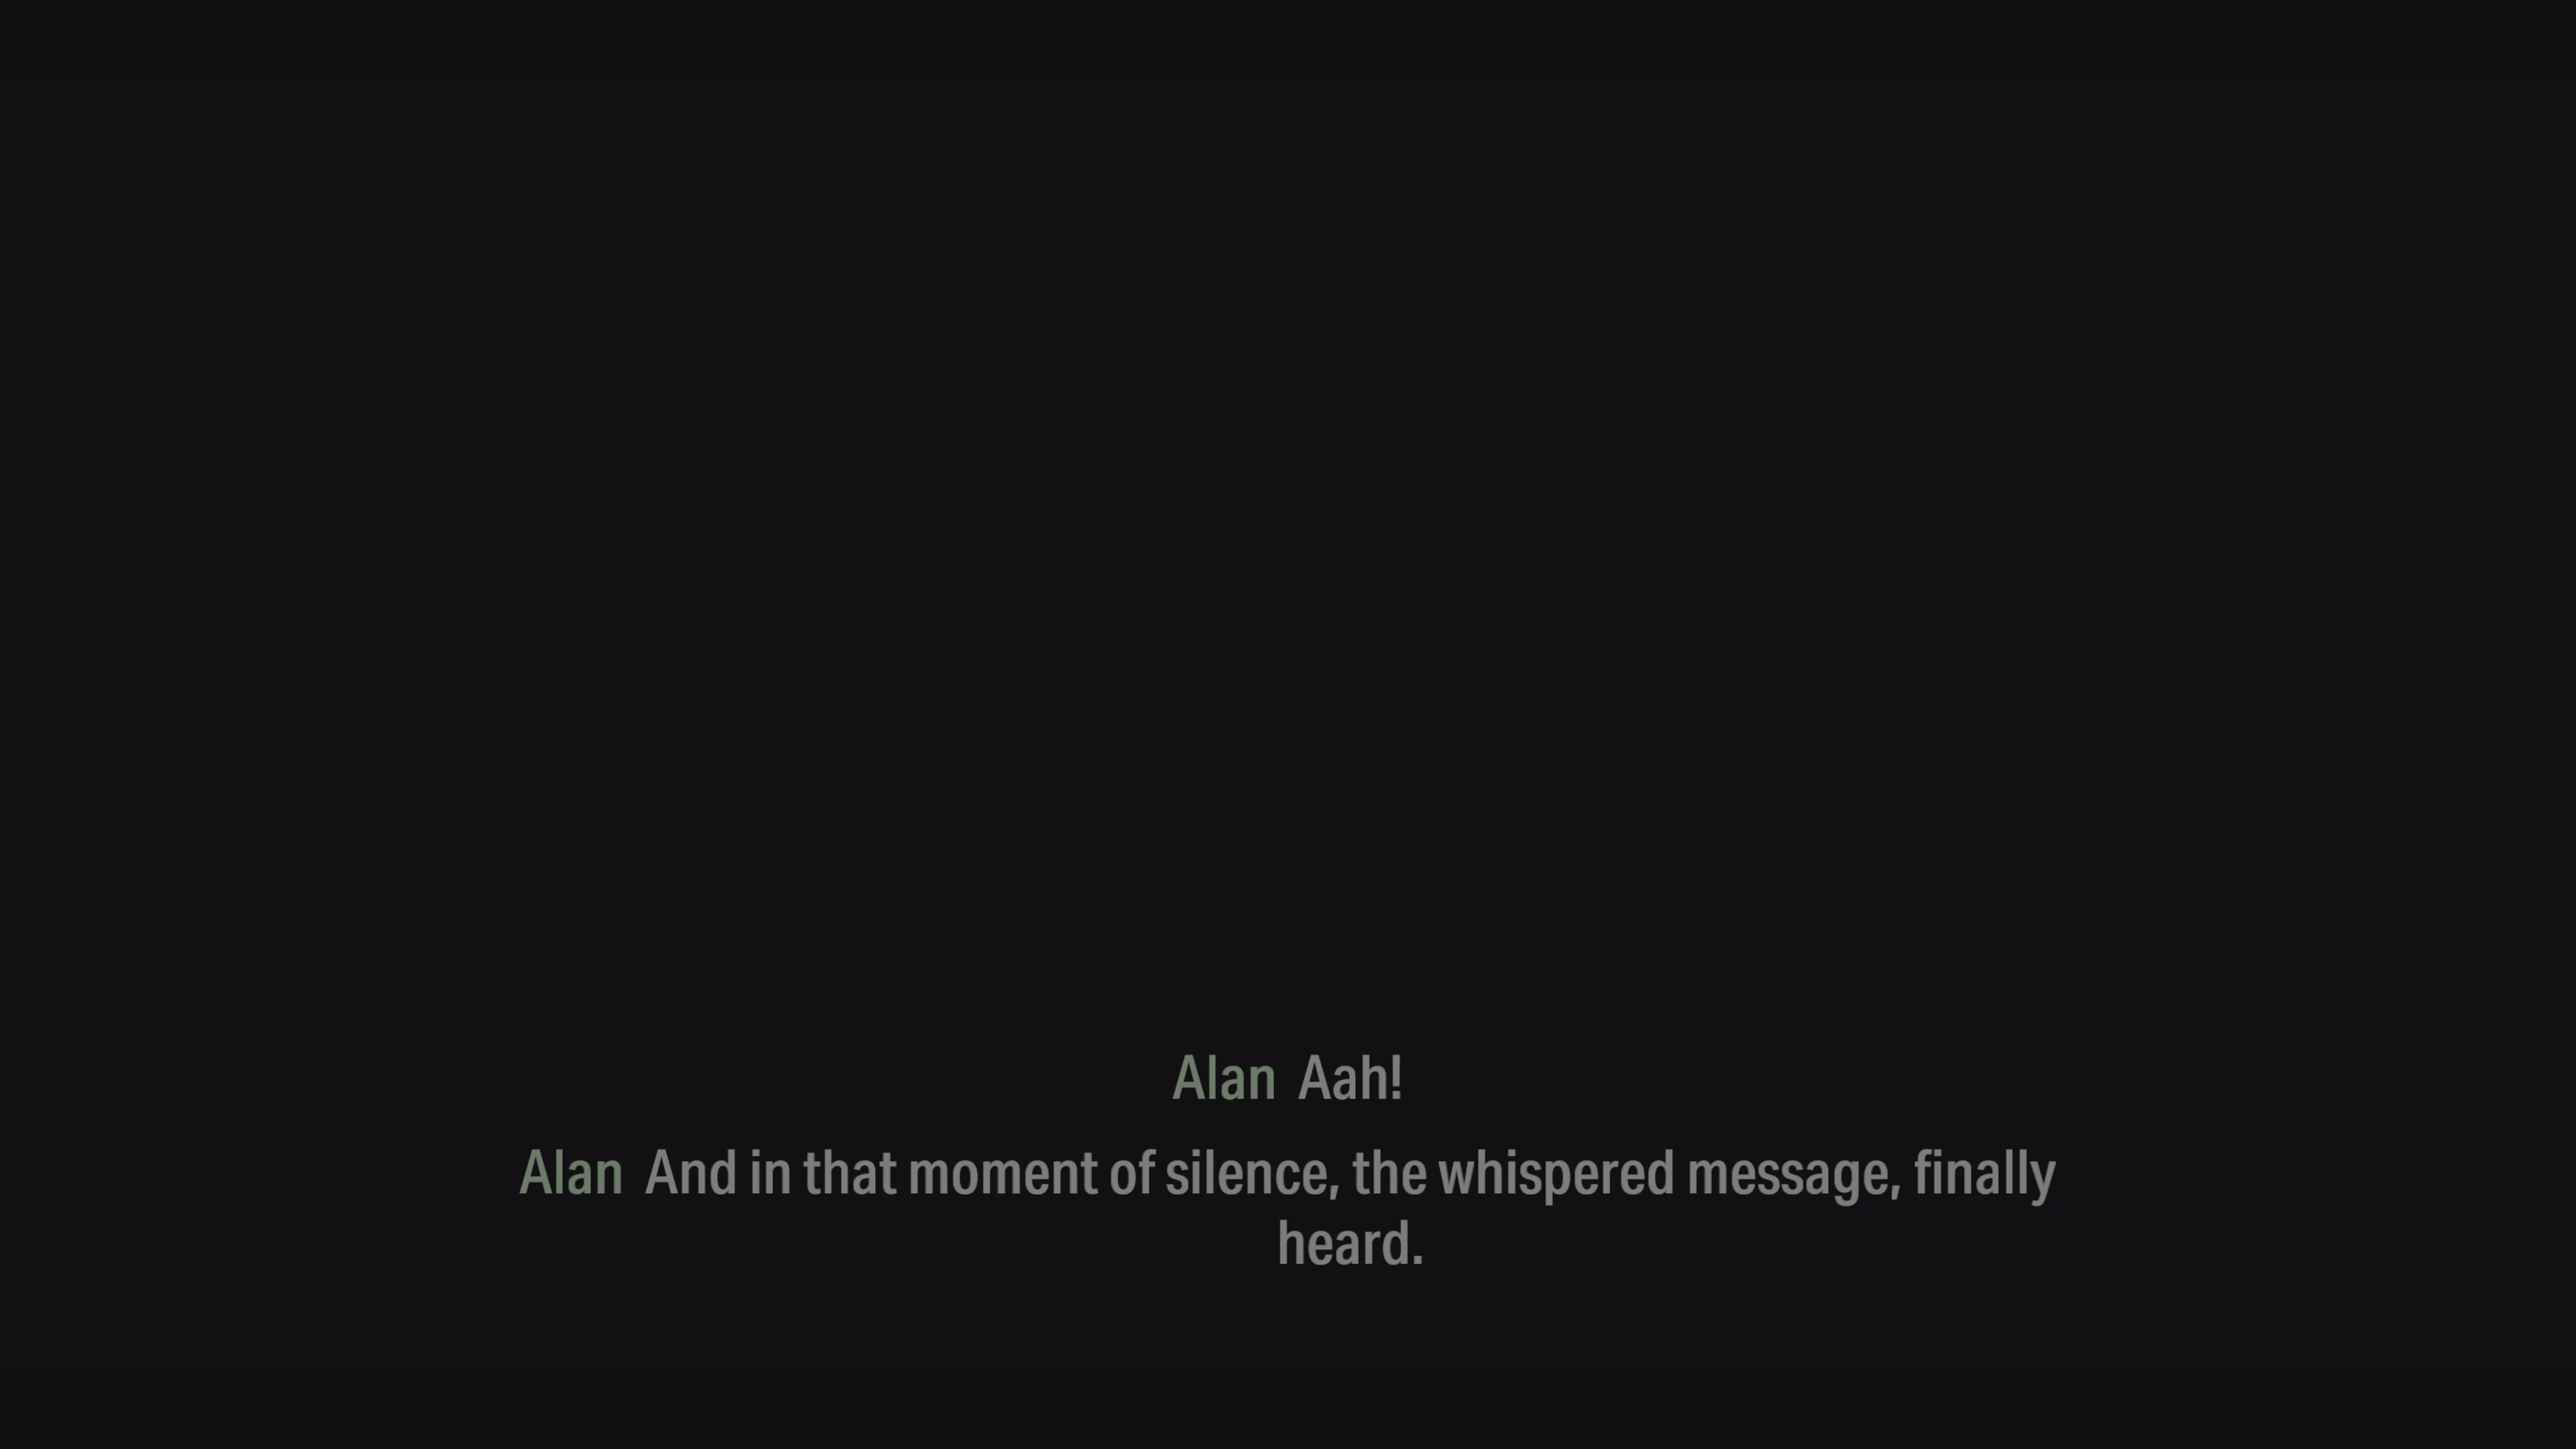 Alan Aah!
Alan And in that moment of silence, the whispered message, finally
heard.